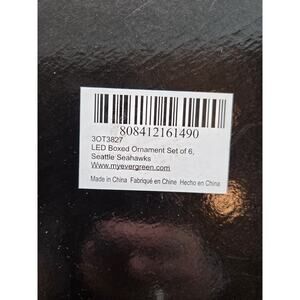 808412161490
3OT3827
LED Boxed Ornament Set of 6,
Seattle Seahawks
Www.myevergreen.com
Made in China Fabriqué en Chine Hecho en China